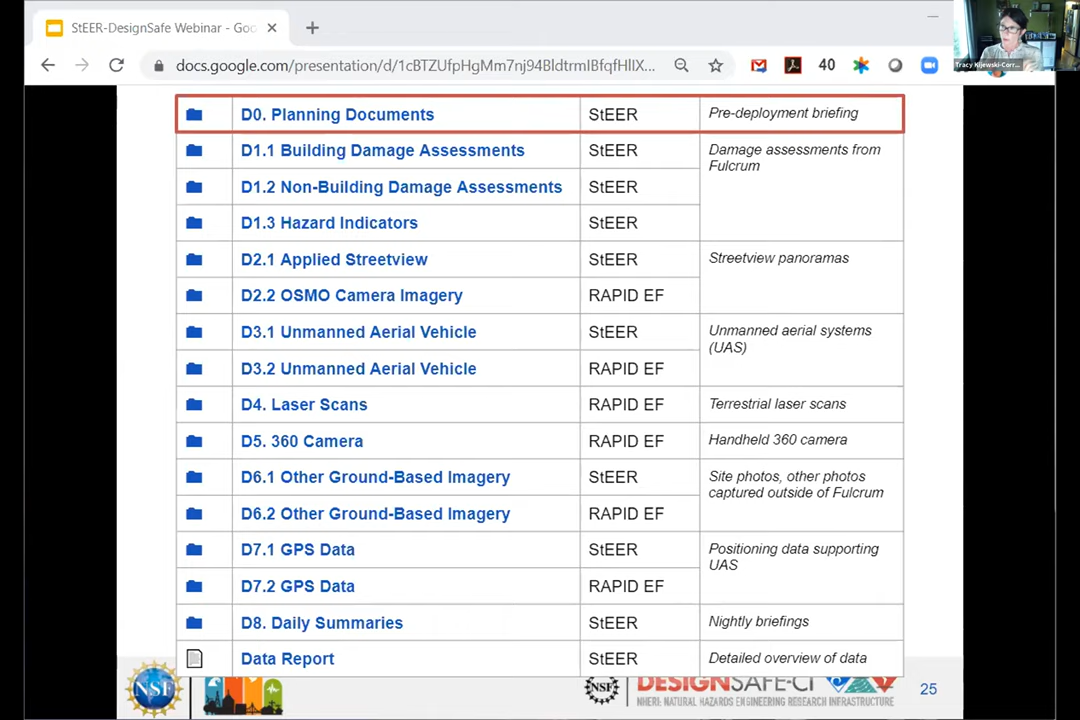 StEER-DesignSafe Webinar - Goo
docs.google.com/presentation/d/1cBTZUfpHgMm7nj94BldtrmIBfqfHllX...
40
Tracy Kijewski-Corr...
D0. Planning Documents StEER Pre-deployment briefing
D1.1 Building Damage Assessments StEER Damage assessments from
Fulcrum
D1.2 Non-Building Damage Assessments StEER
D1.3 Hazard Indicators StEER
D2.1 Applied Streetview StEER Streetview panoramas
D2.2 OSMO Camera Imagery RAPID EF
D3.1 Unmanned Aerial Vehicle StEER Unmanned aerial systems
(UAS)
D3.2 Unmanned Aerial Vehicle RAPID EF
D4. Laser Scans RAPID EF Terrestrial laser scans
D5. 360 Camera RAPID EF Handheld 360 camera
D6.1 Other Ground-Based Imagery StEER Site photos, other photos
captured outside of Fulcrum
D6.2 Other Ground-Based Imagery RAPID EF
D7.1 GPS Data StEER Positioning data supporting
UAS
D7.2 GPS Data RAPID EF
D8. Daily Summaries StEER Nightly briefings
Data Report StEER Detailed overview of data
NSF
NSF
DESIGNSAFE-CI
NHERI: NATURAL HAZARDS ENGINEERING RESEARCH INFRASTRUCTURE
25